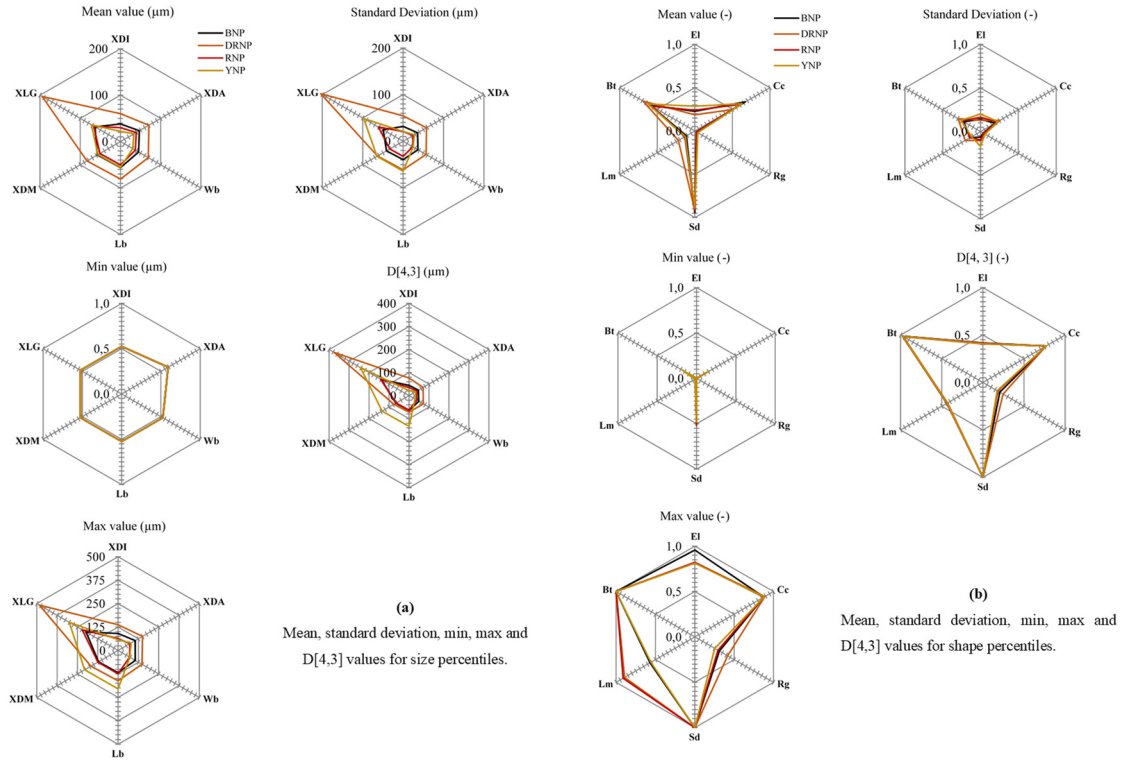 Mean value (µm)
XDI
200
100
0
XLG
XDA
XDM
Wb
Lb
BNP
DRNP
RNP
YNP
Standard Deviation (µm)
XDI
200
100
0
XLG
XDA
XDM
Wb
Lb
Min value (µm)
XDI
1,0
0,5
0,0
XLG
XDA
XDM
Wb
Lb
D[4,3] (µm)
XDI
400
300
200
100
0
XLG
XDA
XDM
Wb
Lb
Max value (µm)
XDI
500
375
250
125
0
XLG
XDA
XDM
Wb
Lb
(a)
Mean, standard deviation, min, max and
D[4,3] values for size percentiles.
Mean value (-)
El
1,0
0,5
0,0
Bt
Cc
Lm
Rg
Sd
BNP
DRNP
RNP
YNP
Standard Deviation (-)
El
1,0
0,5
0,0
Bt
Cc
Lm
Rg
Sd
Min value (-)
El
1,0
0,5
0,0
Bt
Cc
Lm
Rg
Sd
D[4, 3] (-)
El
1,0
0,5
0,0
Bt
Cc
Lm
Rg
Sd
Max value (-)
El
1,0
0,5
0,0
Bt
Cc
Lm
Rg
Sd
(b)
Mean, standard deviation, min, max and
D[4,3] values for shape percentiles.